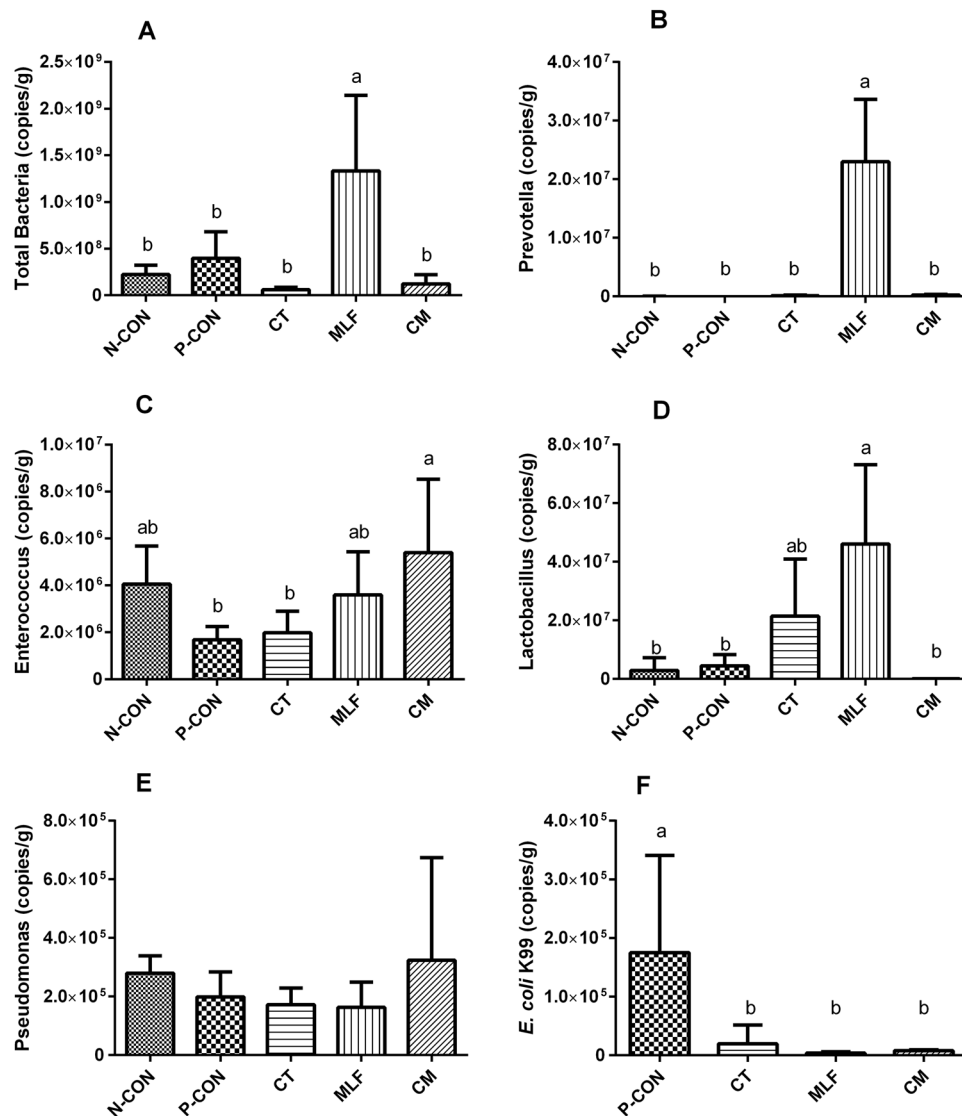 A
Total Bacteria (copies/g)
2.5×10⁹
2.0×10⁹
1.5×10⁹
1.0×10⁹
5.0×10⁸
0
b
b
b
a
b
N-CON
P-CON
CT
MLF
CM
B
Prevotella (copies/g)
4.0×10⁷
3.0×10⁷
2.0×10⁷
1.0×10⁷
0
b
b
b
a
b
N-CON
P-CON
CT
MLF
CM
C
Enterococcus (copies/g)
1.0×10⁷
8.0×10⁶
6.0×10⁶
4.0×10⁶
2.0×10⁶
0
ab
b
b
ab
a
N-CON
P-CON
CT
MLF
CM
D
Lactobacillus (copies/g)
8.0×10⁷
6.0×10⁷
4.0×10⁷
2.0×10⁷
0
b
b
ab
a
b
N-CON
P-CON
CT
MLF
CM
E
Pseudomonas (copies/g)
8.0×10⁵
6.0×10⁵
4.0×10⁵
2.0×10⁵
0
N-CON
P-CON
CT
MLF
CM
F
E. coli K99 (copies/g)
4.0×10⁵
3.0×10⁵
2.0×10⁵
1.0×10⁵
0
a
b
b
b
P-CON
CT
MLF
CM